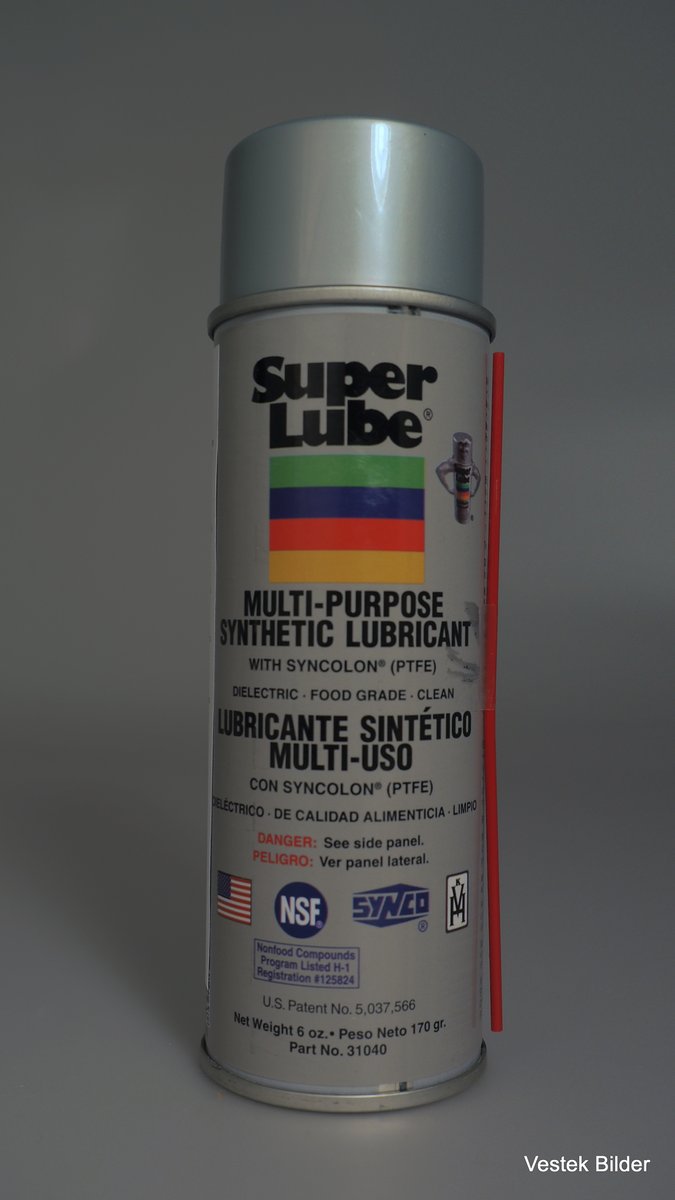 Super
Lube®
MULTI-PURPOSE
SYNTHETIC LUBRICANT
WITH SYNCOLON® (PTFE)
DIELECTRIC · FOOD GRADE · CLEAN
LUBRICANTE SINTÉTICO
MULTI-USO
CON SYNCOLON® (PTFE)
DIELÉCTRICO · DE CALIDAD ALIMENTICIA · LIMPIO
DANGER: See side panel.
PELIGRO: Ver panel lateral.
NSF®
SYNCO®
Nonfood Compounds
Program Listed H-1
Registration #125824
U.S. Patent No. 5,037,566
Net Weight 6 oz.• Peso Neto 170 gr.
Part No. 31040
Vestek Bilder